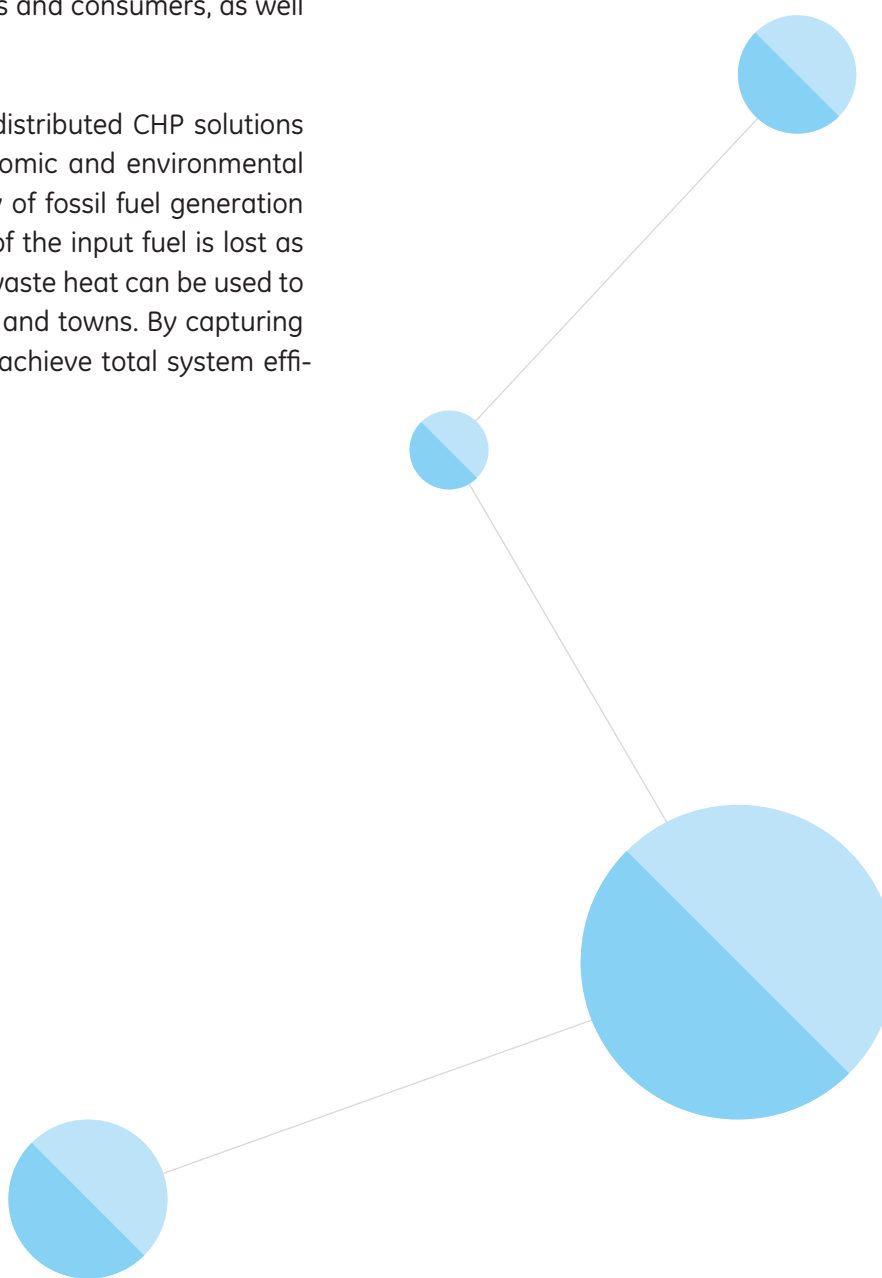 s and consumers, as well
distributed CHP solutions
omic and environmental
of fossil fuel generation
of the input fuel is lost as
waste heat can be used to
and towns. By capturing
achieve total system effi-